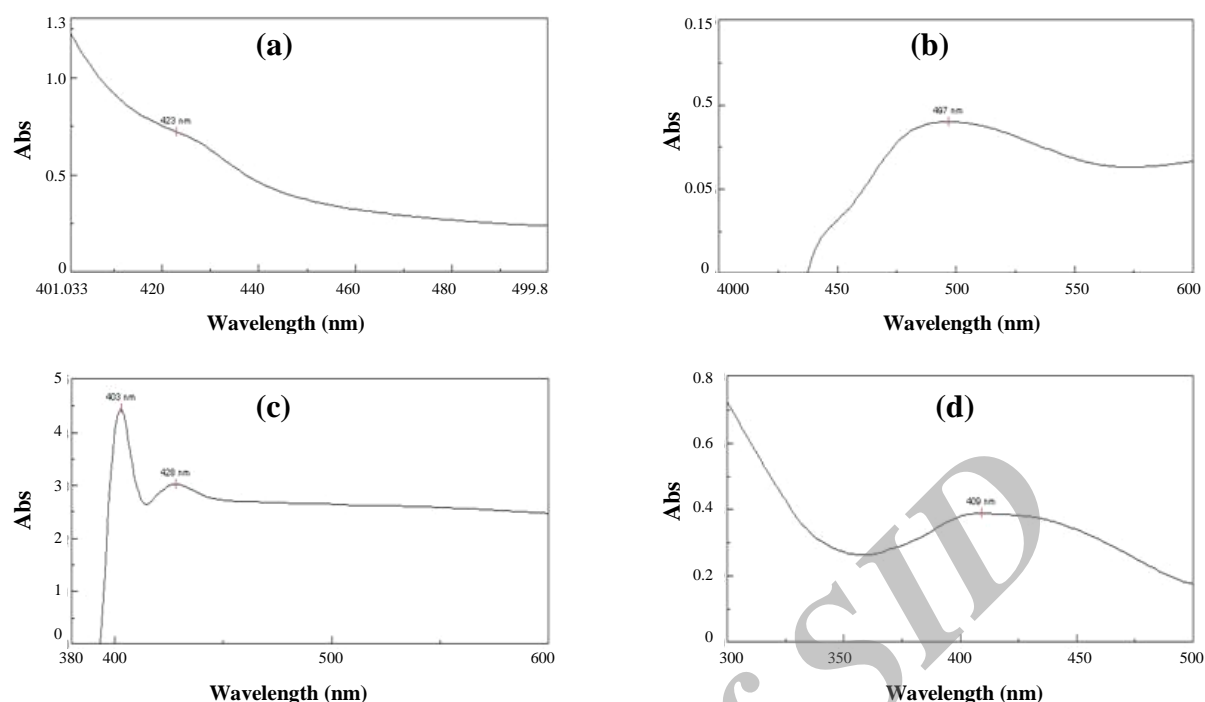 1.3
(a)
1.0
423 nm
Abs
0.5
0
401.033 420 440 460 480 499.8
Wavelength (nm)
0.15
(b)
0.5
497 nm
Abs
0.05
0
4000 450 500 550 600
Wavelength (nm)
5
403 nm
(c)
4
428 nm
3
Abs
2
1
0
380 400 500 600
Wavelength (nm)
0.8
(d)
0.6
409 nm
Abs
0.4
0.2
0
300 350 400 450 500
Wavelength (nm)
SID